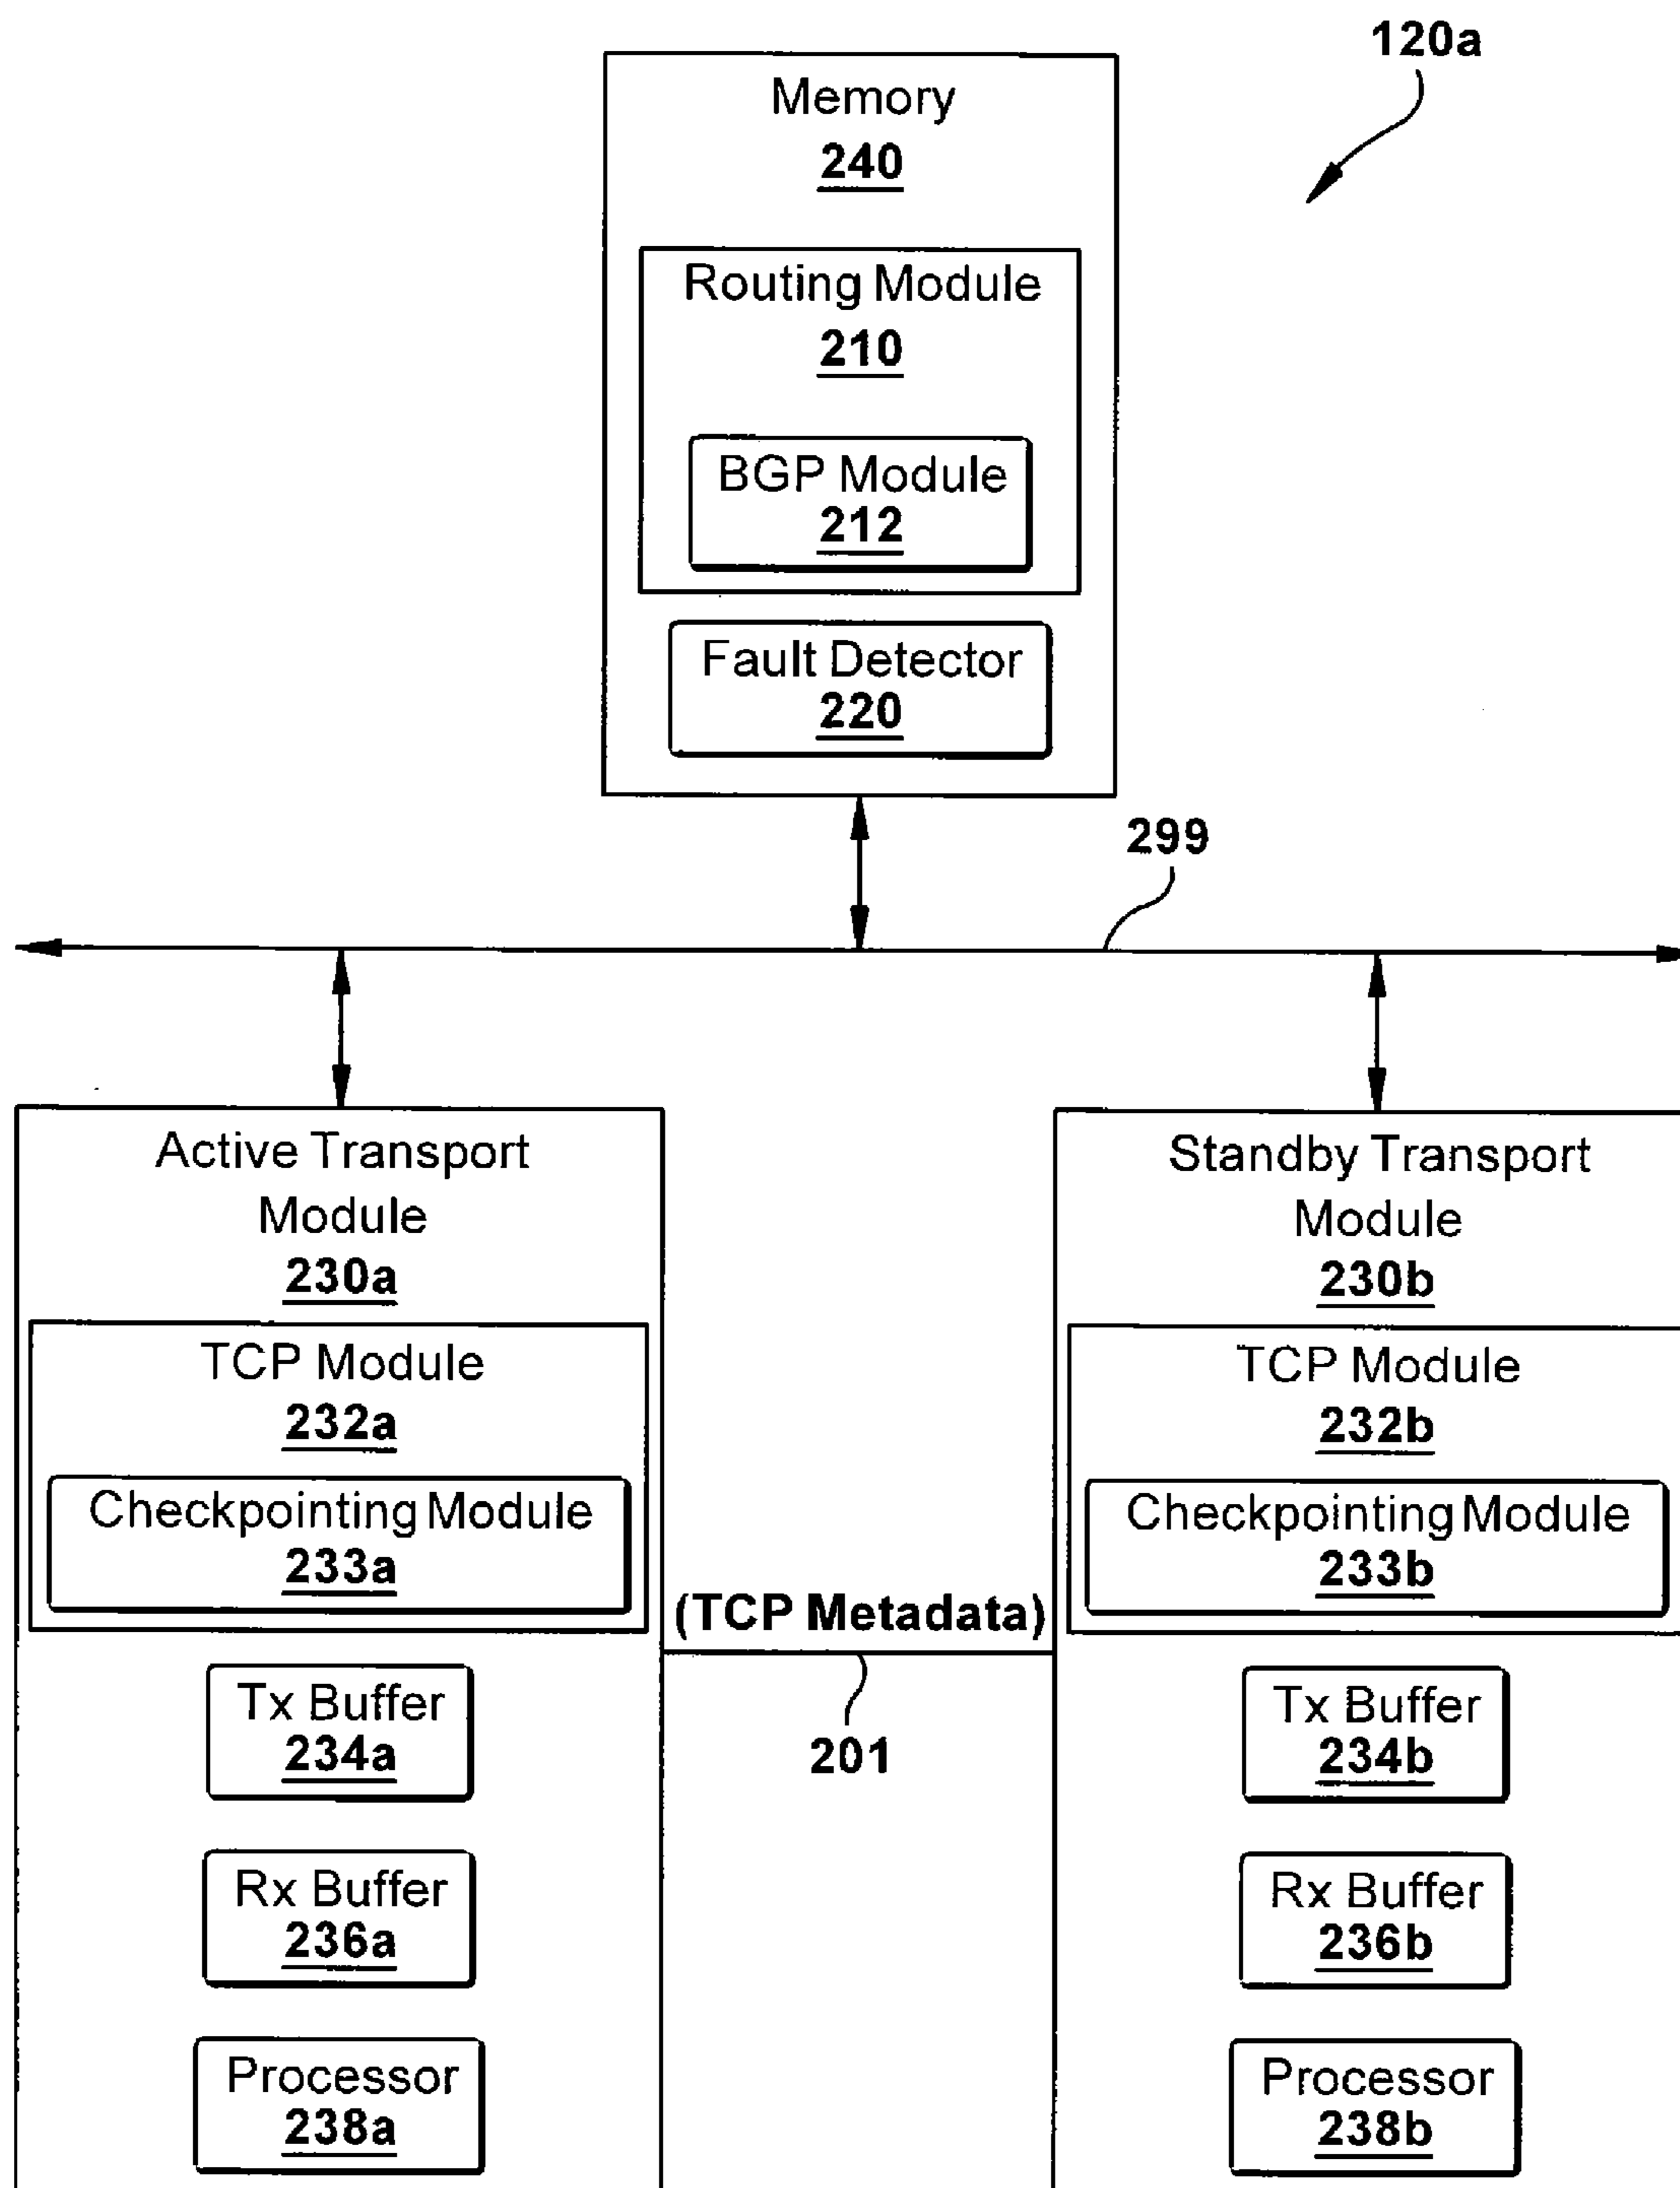 120a
Memory
240
Routing Module
210
BGP Module
212
Fault Detector
220
299
Active Transport
Module
230a
TCP Module
232a
Checkpointing Module
233a
Tx Buffer
234a
Rx Buffer
236a
Processor
238a
(TCP Metadata)
201
Standby Transport
Module
230b
TCP Module
232b
Checkpointing Module
233b
Tx Buffer
234b
Rx Buffer
236b
Processor
238b